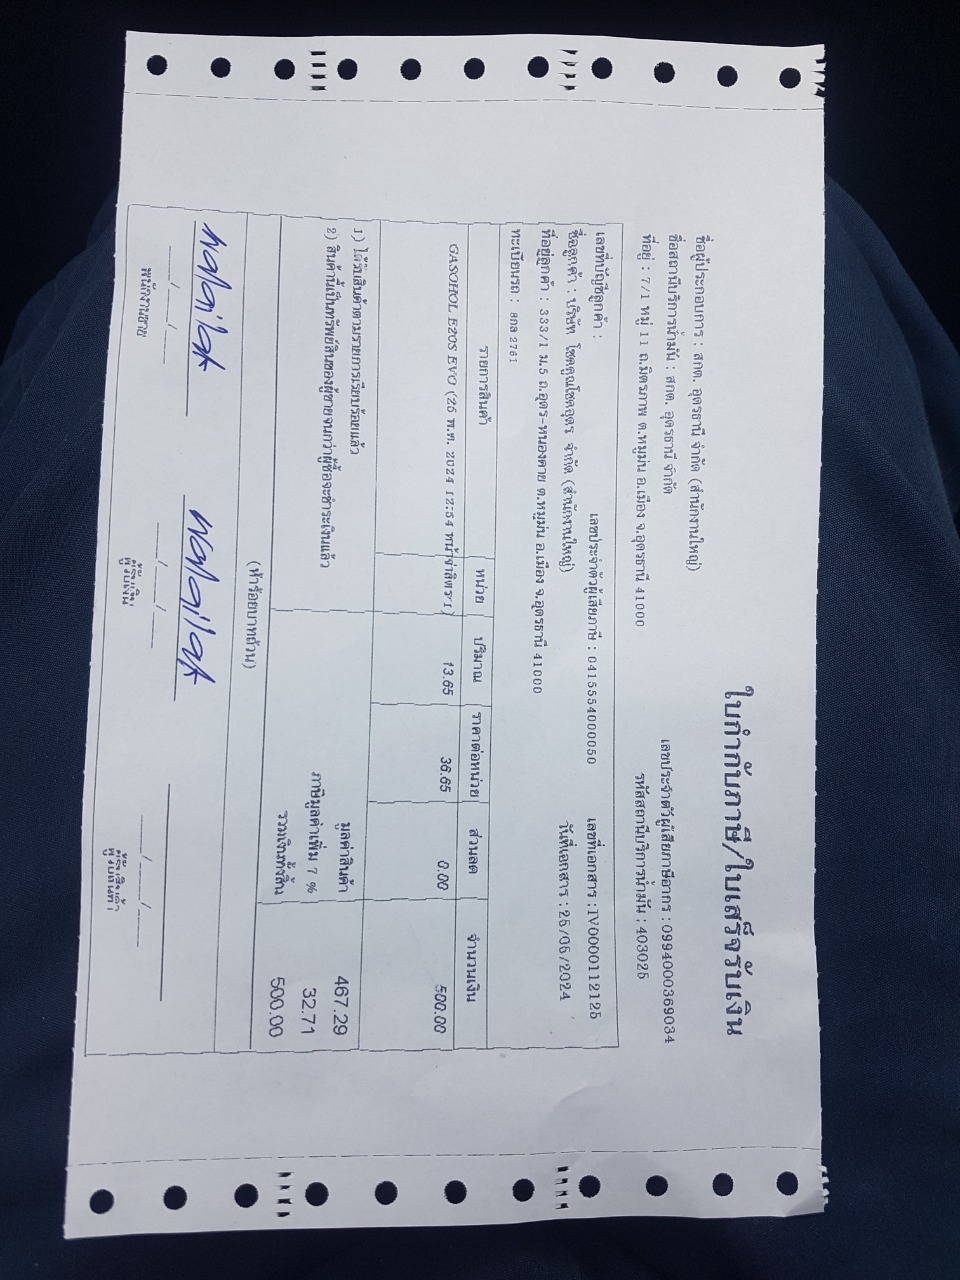 ใบกำกับภาษี/ใบเสร็จรับเงิน
ชื่อผู้ประกอบการ : สกต. อุดรธานี จำกัด (สำนักงานใหญ่)
ชื่อสถานีบริการน้ำมัน : สกต. อุดรธานี จำกัด เลขประจำตัวผู้เสียภาษีอากร : 0994000369034
ที่อยู่ : 7/1 หมู่ 11 ถ.มิตรภาพ ต.หมูม่น อ.เมือง จ.อุดรธานี 41000 รหัสสถานีบริการน้ำมัน : 403025
เลขที่บัญชีลูกค้า : เลขประจำตัวผู้เสียภาษี : 0415554000050 เลขที่เอกสาร : IV0000112125
ชื่อลูกค้า : บริษัท โชคคูณโชคอุดร จำกัด (สำนักงานใหญ่) วันที่เอกสาร : 25/05/2024
ที่อยู่ลูกค้า : 333/1 ม.5 ถ.อุดร-หนองคาย ต.หมูม่น อ.เมือง จ.อุดรธานี 41000
ทะเบียนรถ : 2761
รายการสินค้า หน่วย ปริมาณ ราคาต่อหน่วย ส่วนลด จำนวนเงิน
GASOHOL E20S EVO (25 พ.ค. 2024 12:54 หน้าจ่าลิตร1) 13.65 36.65 0.00 500.00
1) ได้รับสินค้าตามรายการเรียบร้อยแล้ว มูลค่าสินค้า 467.29
2) สินค้านี้เป็นทรัพย์สินของผู้ขายจนกว่าผู้ซื้อจะชำระเงินแล้ว ภาษีมูลค่าเพิ่ม 7 % 32.71
รวมเงินทั้งสิ้น 500.00
(ห้าร้อยบาทถ้วน)
walailak walailak
__/__/__ __/__/__ __/__/__
พนักงานขาย ผู้รับเงิน ผู้รับสินค้า